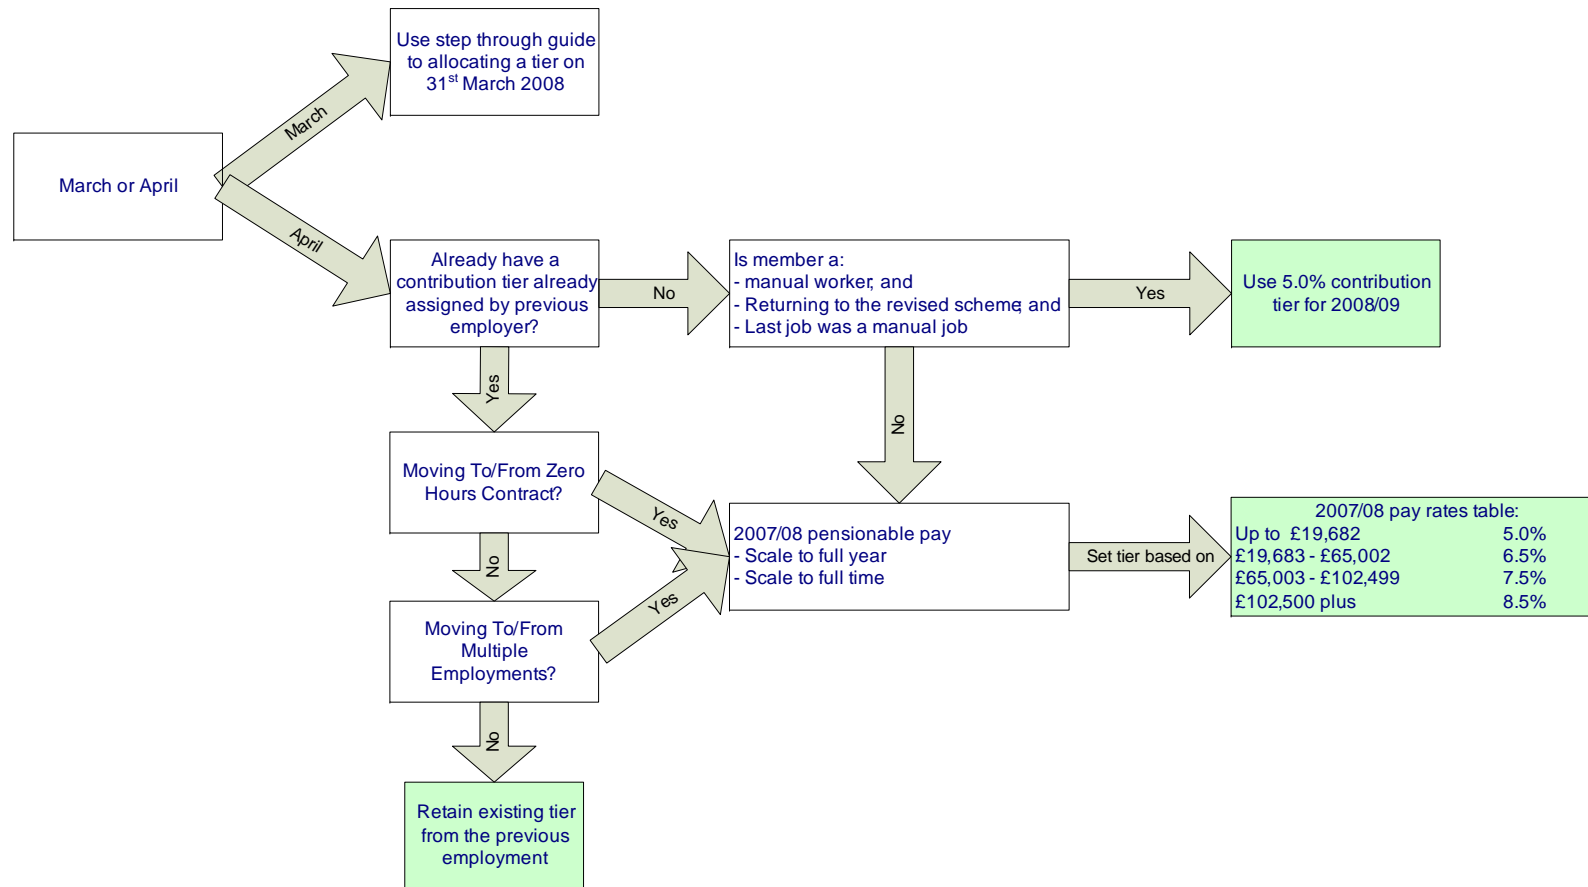 Use step through guide
to allocating a tier on
31st March 2008
March
March or April
April
Already have a
contribution tier already
assigned by previous
employer?
No
Is member a:
- manual worker; and
- Returning to the revised scheme; and
- Last job was a manual job
Yes
Use 5.0% contribution
tier for 2008/09
Yes
No
Moving To/From Zero
Hours Contract?
Yes
No
2007/08 pensionable pay
- Scale to full year
- Scale to full time
Set tier based on
2007/08 pay rates table:
Up to £19,682 5.0%
£19,683 - £65,002 6.5%
£65,003 - £102,499 7.5%
£102,500 plus 8.5%
Yes
Moving To/From
Multiple
Employments?
No
Retain existing tier
from the previous
employment